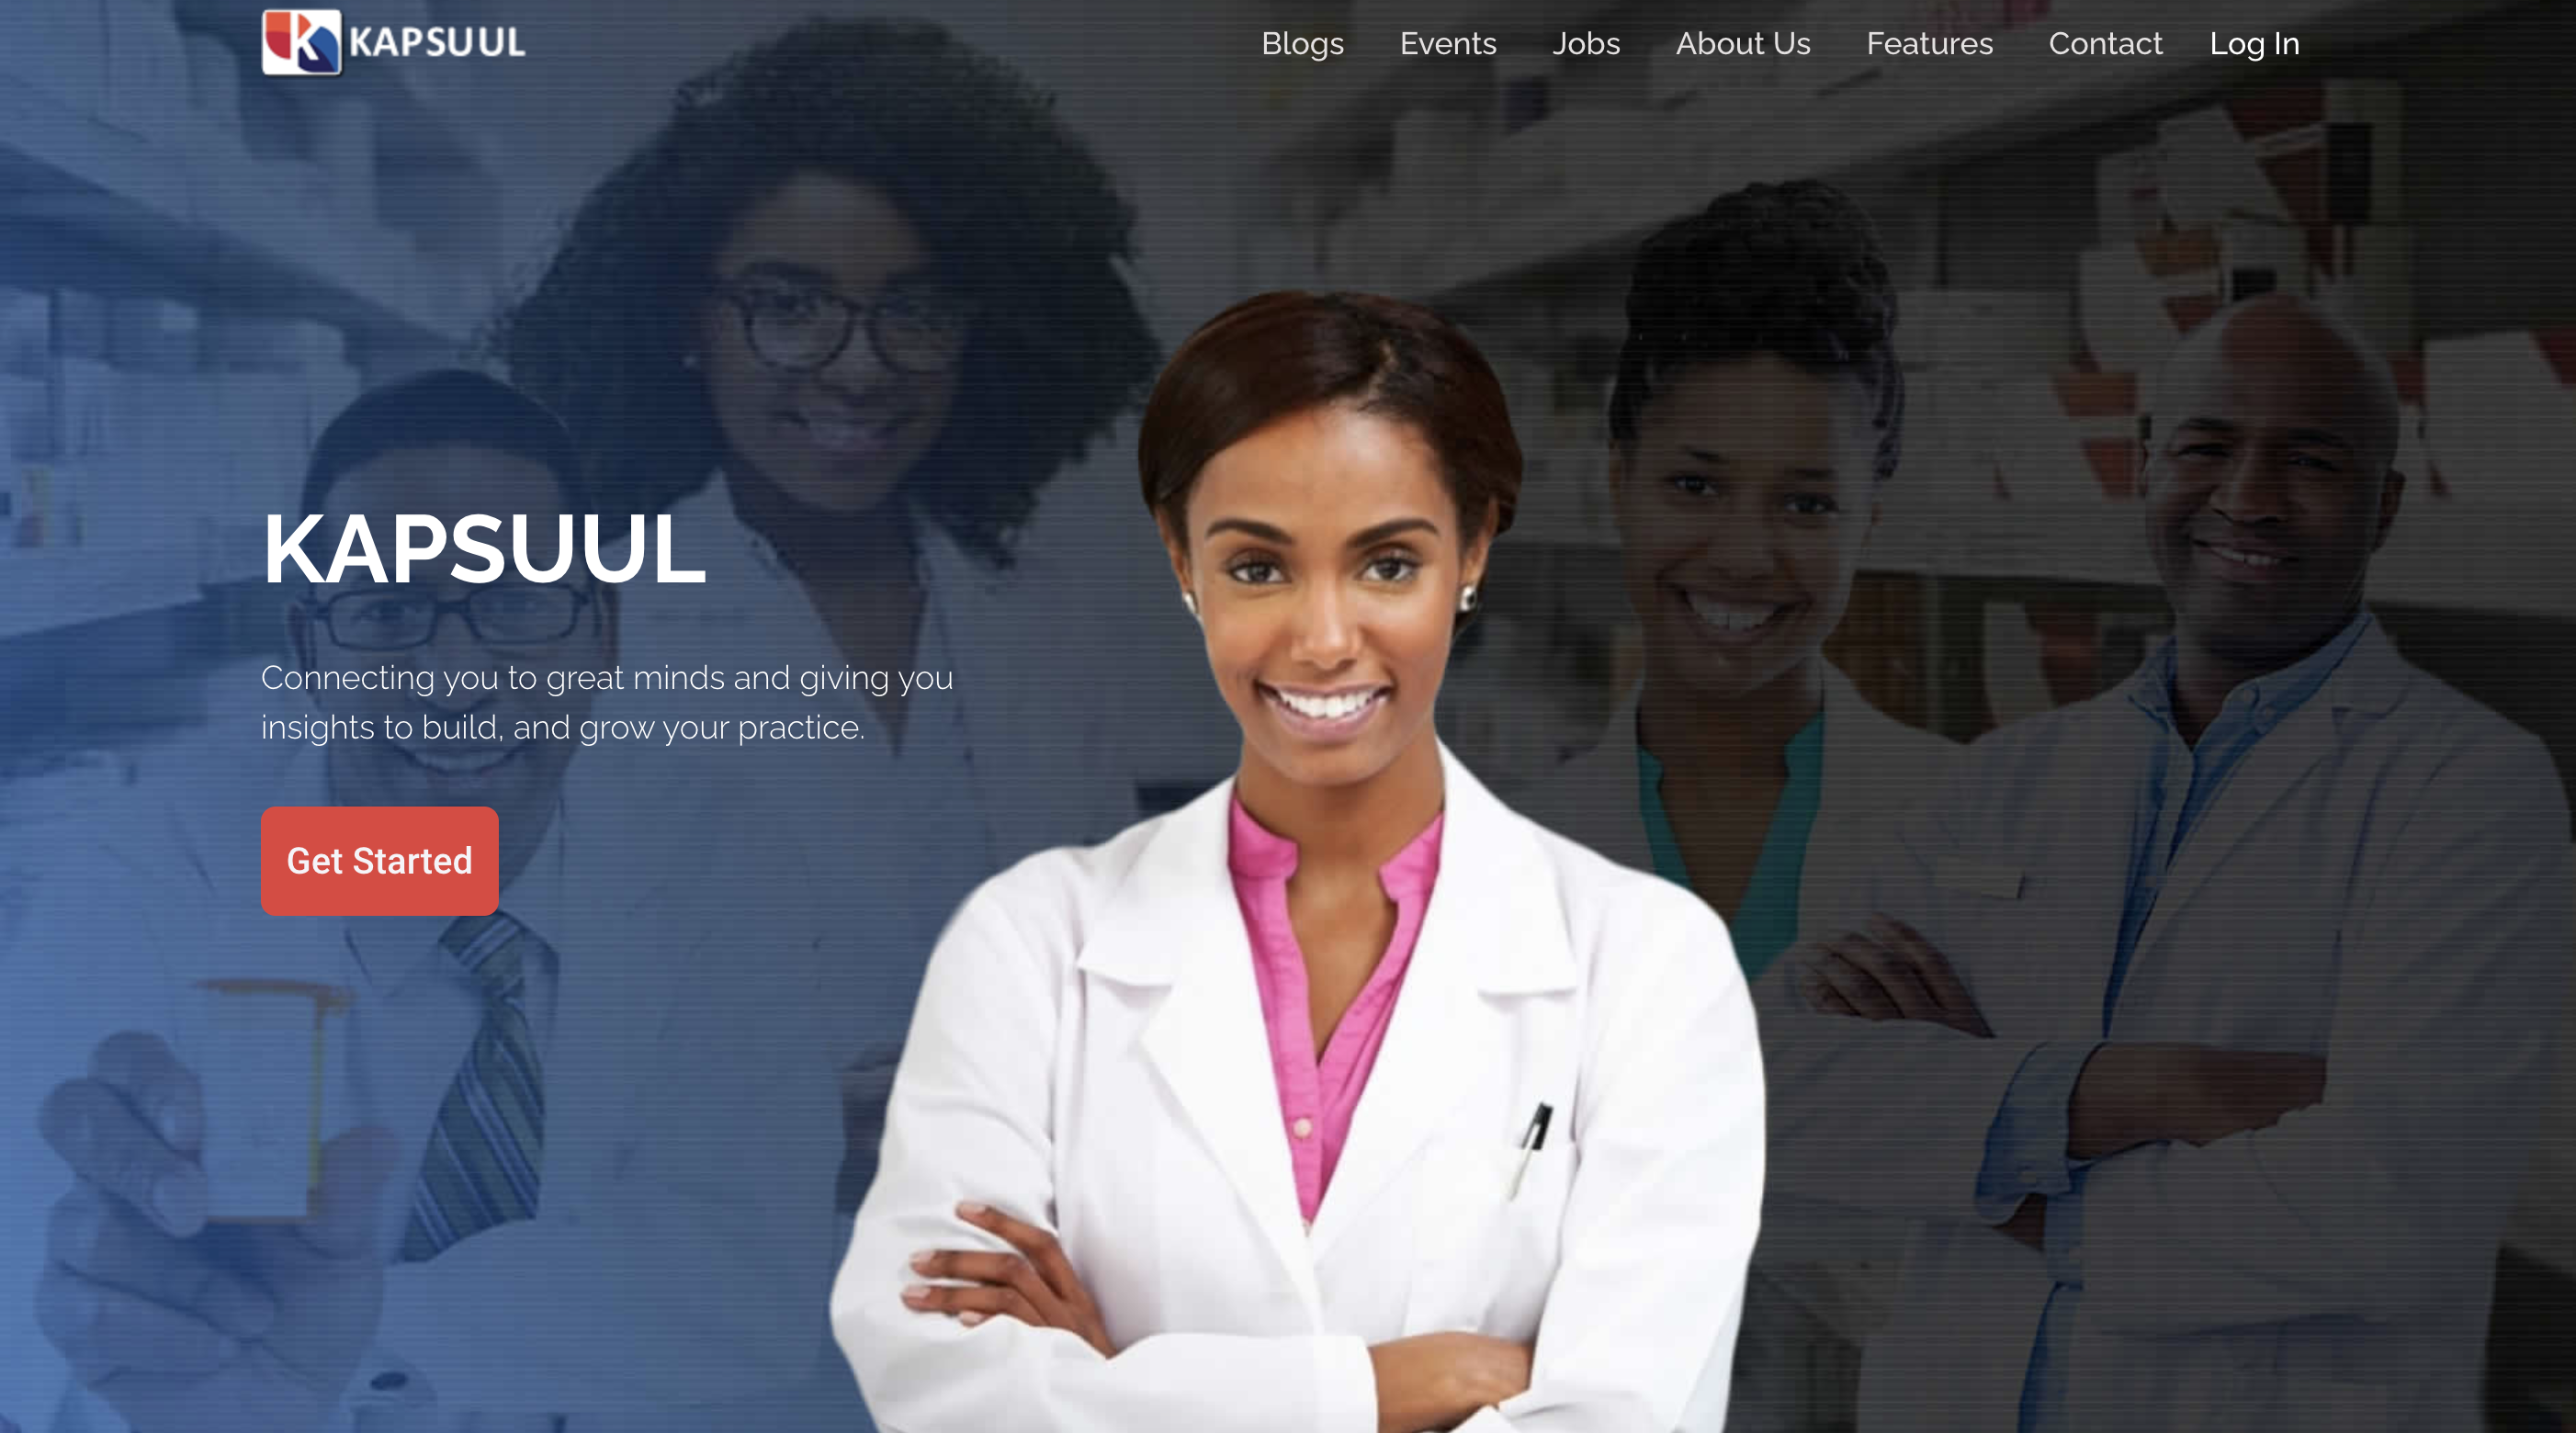 KAPSUUL
Blogs Events Jobs About Us Features Contact Log In
KAPSUUL
Connecting you to great minds and giving you
insights to build, and grow your practice.
Get Started